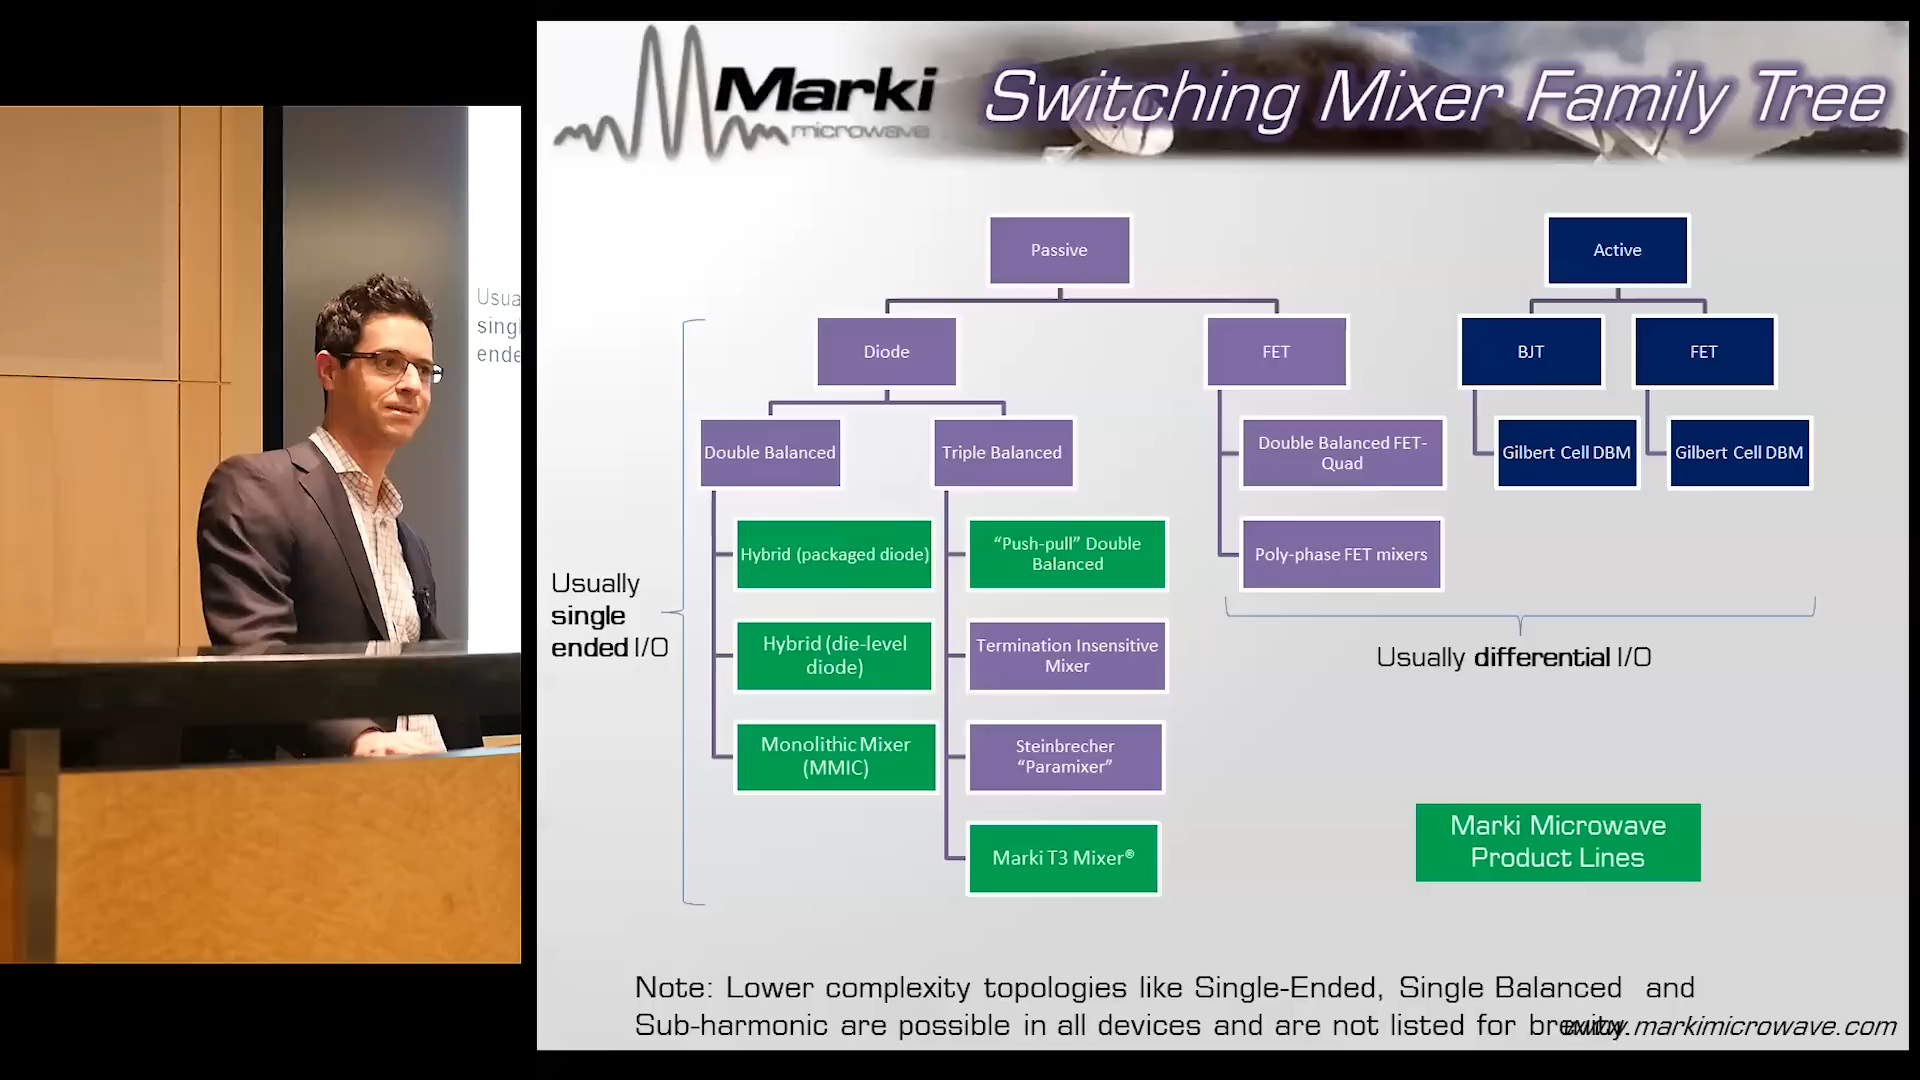 Marki
microwave
Switching Mixer Family Tree
Passive
Active
Diode
FET
BJT
FET
Double Balanced
Triple Balanced
Double Balanced FET-
Quad
Gilbert Cell DBM
Gilbert Cell DBM
Hybrid (packaged diode)
"Push-pull" Double
Balanced
Poly-phase FET mixers
Hybrid (die-level
diode)
Termination Insensitive
Mixer
Monolithic Mixer
(MMIC)
Steinbrecher
"Paramixer"
Marki T3 Mixer®
Usually
single
ended I/O
Usually differential I/O
Marki Microwave
Product Lines
Note: Lower complexity topologies like Single-Ended, Single Balanced and
Sub-harmonic are possible in all devices and are not listed for brevity.
www.markimicrowave.com
Usua
singl
ende